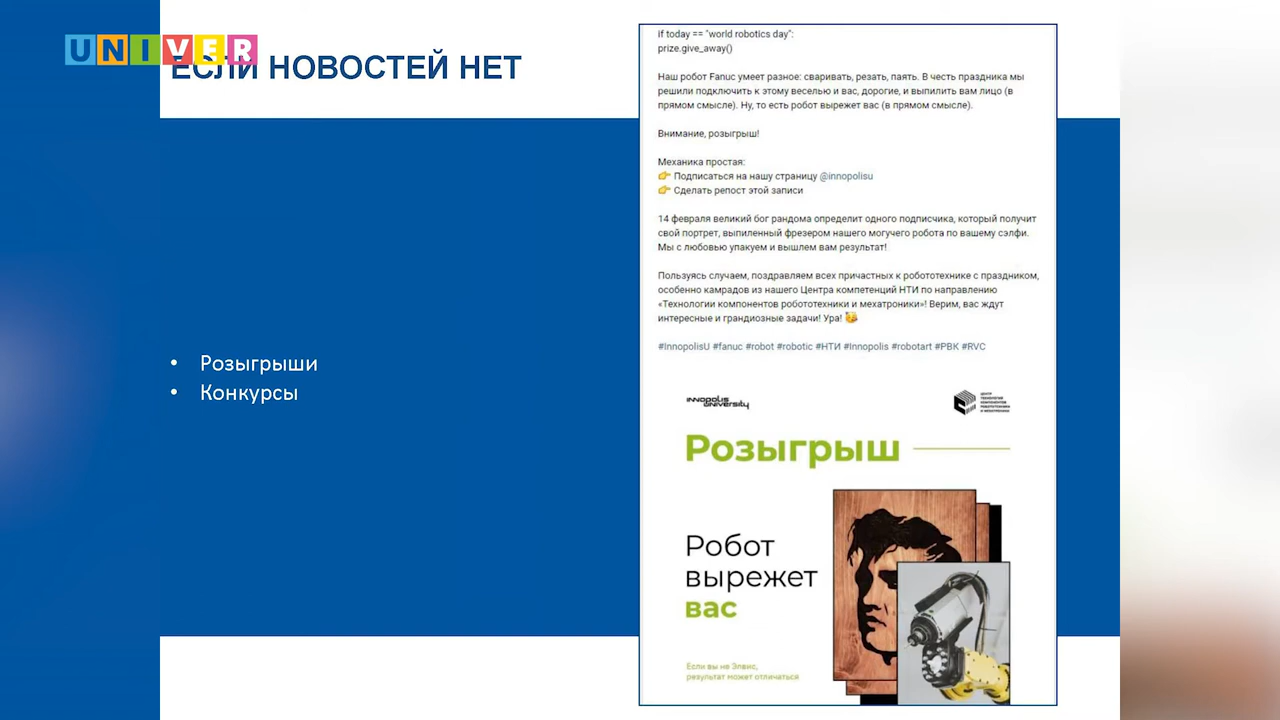 UNIVER
ЕСЛИ НОВОСТЕЙ НЕТ
• Розыгрыши
• Конкурсы
if today == "world robotics day":
prize.give_away()
Наш робот Fanuc умеет разное: сваривать, резать, паять. В честь праздника мы
решили подключить к этому веселью и вас, дорогие, и выпилить вам лицо (в
прямом смысле). Ну, то есть робот вырежет вас (в прямом смысле).
Внимание, розыгрыш!
Механика простая:
👉 Подписаться на нашу страницу @innopolisu
👉 Сделать репост этой записи
14 февраля великий бог рандома определит одного подписчика, который получит
свой портрет, выпиленный фрезером нашего могучего робота по вашему сэлфи.
Мы с любовью упакуем и вышлем вам результат!
Пользуясь случаем, поздравляем всех причастных к робототехнике с праздником,
особенно камрадов из нашего Центра компетенций НТИ по направлению
«Технологии компонентов робототехники и мехатроники»! Верим, вас ждут
интересные и грандиозные задачи! Ура! 🥳
#InnopolisU #fanuc #robot #robotic #НТИ #Innopolis #robotart #РВК #RVC
innopolis
university
ЦЕНТР
ТЕХНОЛОГИИ
КОМПОНЕНТОВ
РОБОТОТЕХНИКИ
И МЕХАТРОНИКИ
Розыгрыш
Робот
вырежет
вас
Если вы не Элвис,
результат может отличаться